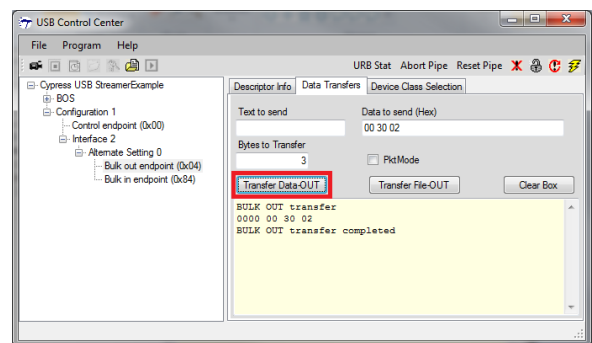 USB Control Center
File Program Help
URB Stat Abort Pipe Reset Pipe
Cypress USB StreamerExample
BOS
Configuration 1
Control endpoint (0x00)
Interface 2
Alternate Setting 0
Bulk out endpoint (0x04)
Bulk in endpoint (0x84)
Descriptor Info Data Transfers Device Class Selection
Text to send Data to send (Hex)
00 30 02
Bytes to Transfer
3 PktMode
Transfer Data-OUT Transfer File-OUT Clear Box
BULK OUT transfer
0000 00 30 02
BULK OUT transfer completed